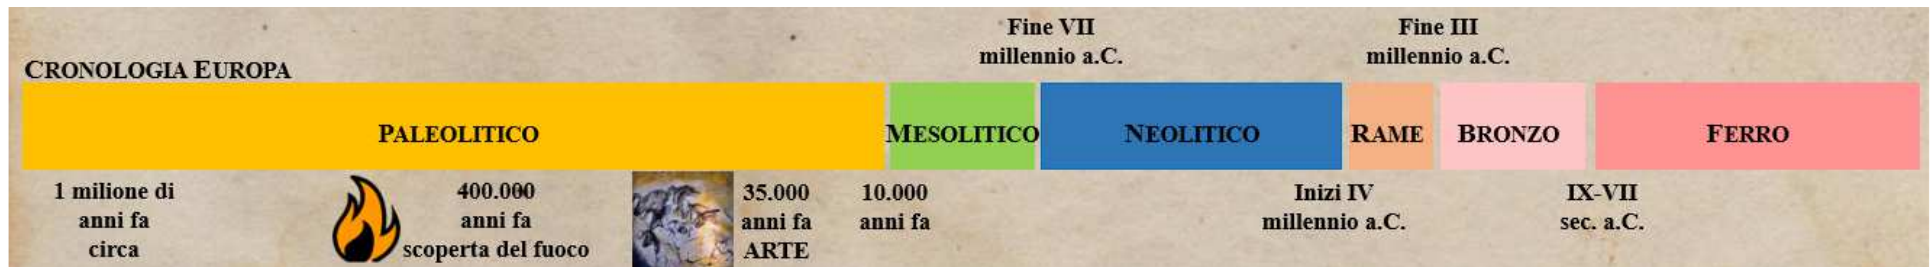 Fine VII
millennio a.C.
Fine III
millennio a.C.
CRONOLOGIA EUROPA
PALEOLITICO
MESOLITICO
NEOLITICO
RAME
BRONZO
FERRO
1 milione di
anni fa
circa
400.000
anni fa
scoperta del fuoco
35.000
anni fa
ARTE
10.000
anni fa
Inizi IV
millennio a.C.
IX-VII
sec. a.C.